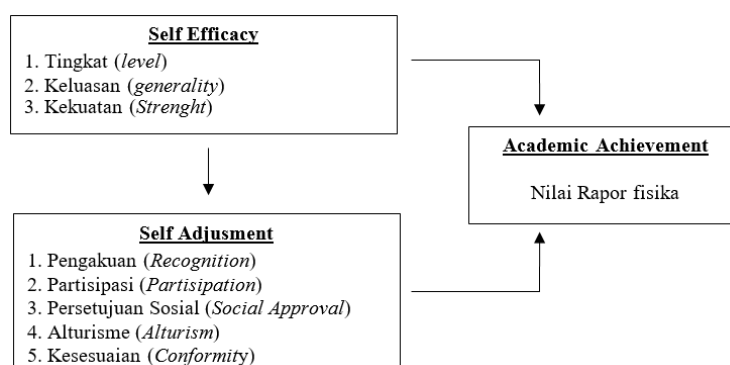 Self Efficacy
1. Tingkat (level)
2. Keluasan (generality)
3. Kekuatan (Strenght)
Academic Achievement
Nilai Rapor fisika
Self Adjusment
1. Pengakuan (Recognition)
2. Partisipasi (Partisipation)
3. Persetujuan Sosial (Social Approval)
4. Alturisme (Alturism)
5. Kesesuaian (Conformity)